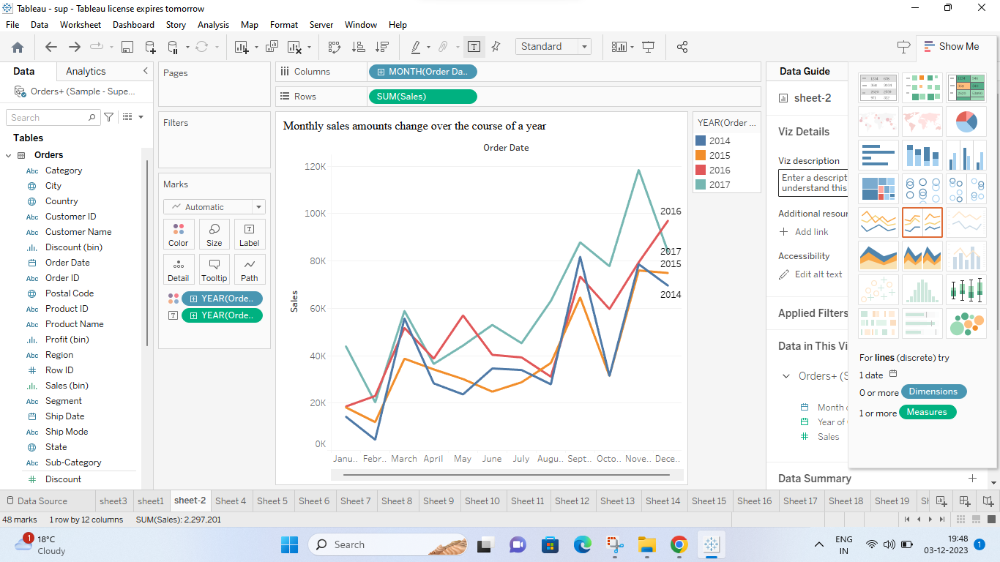 Tableau - sup - Tableau license expires tomorrow
File Data Worksheet Dashboard Story Analysis Map Format Server Window Help
Standard
Show Me
Data Analytics
Orders+ (Sample - Supe...
Search
Tables
Orders
Abc Category
City
Country
Abc Customer ID
Abc Customer Name
Discount (bin)
Order Date
Abc Order ID
Postal Code
Abc Product ID
Abc Product Name
Profit (bin)
Abc Region
# Row ID
Sales (bin)
Abc Segment
Ship Date
Abc Ship Mode
State
Abc Sub-Category
# Discount
Pages
Filters
Marks
Automatic
Color Size Label
Detail Tooltip Path
YEAR(Orde..
YEAR(Orde..
Columns MONTH(Order Da..
Rows SUM(Sales)
Monthly sales amounts change over the course of a year
Order Date
120K
100K
80K
60K
40K
20K
0K
Sales
2016
2017
2015
2014
Janu.. Febr.. March April May June July Augu.. Sept.. Octo.. Nove.. Dece..
YEAR(Order ...
2014
2015
2016
2017
Data Guide
sheet-2
Viz Details
Viz description
Enter a descript
understand this
Additional resour
Add link
Accessibility
Edit alt text
Applied Filters
Data in This Vi
Orders+ (S
Month
Year of
# Sales
Data Summary
For lines (discrete) try
1 date
0 or more Dimensions
1 or more Measures
Data Source sheet3 sheet1 sheet-2 Sheet 4 Sheet 5 Sheet 6 Sheet 7 Sheet 8 Sheet 9 Sheet 10 Sheet 11 Sheet 12 Sheet 13 Sheet 14 Sheet 15 Sheet 16 Sheet 17 Sheet 18 Sheet 19
48 marks 1 row by 12 columns SUM(Sales): 2,297,201
1 18°C
Cloudy
Search
ENG
IN
19:48
03-12-2023
1